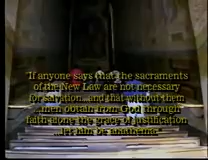 "If anyone says that the sacraments
of the New Law are not necessary
for salvation...and that without them
...men obtain from God through
faith alone the grace of justification
...let him be anathema"